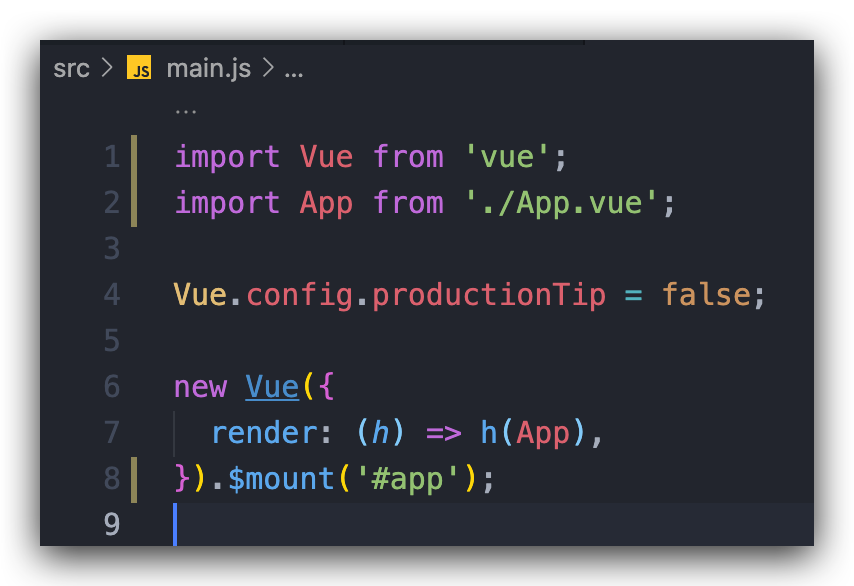 src > JS main.js > ...
...
1 import Vue from 'vue';
2 import App from './App.vue';
3
4 Vue.config.productionTip = false;
5
6 new Vue({
7   render: (h) => h(App),
8 }).$mount('#app');
9